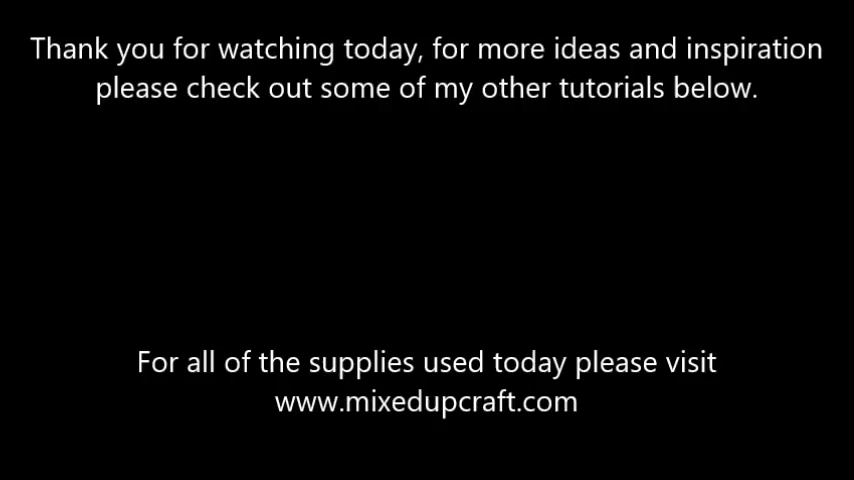 Thank you for watching today, for more ideas and inspiration
please check out some of my other tutorials below.
For all of the supplies used today please visit
www.mixedupcraft.com